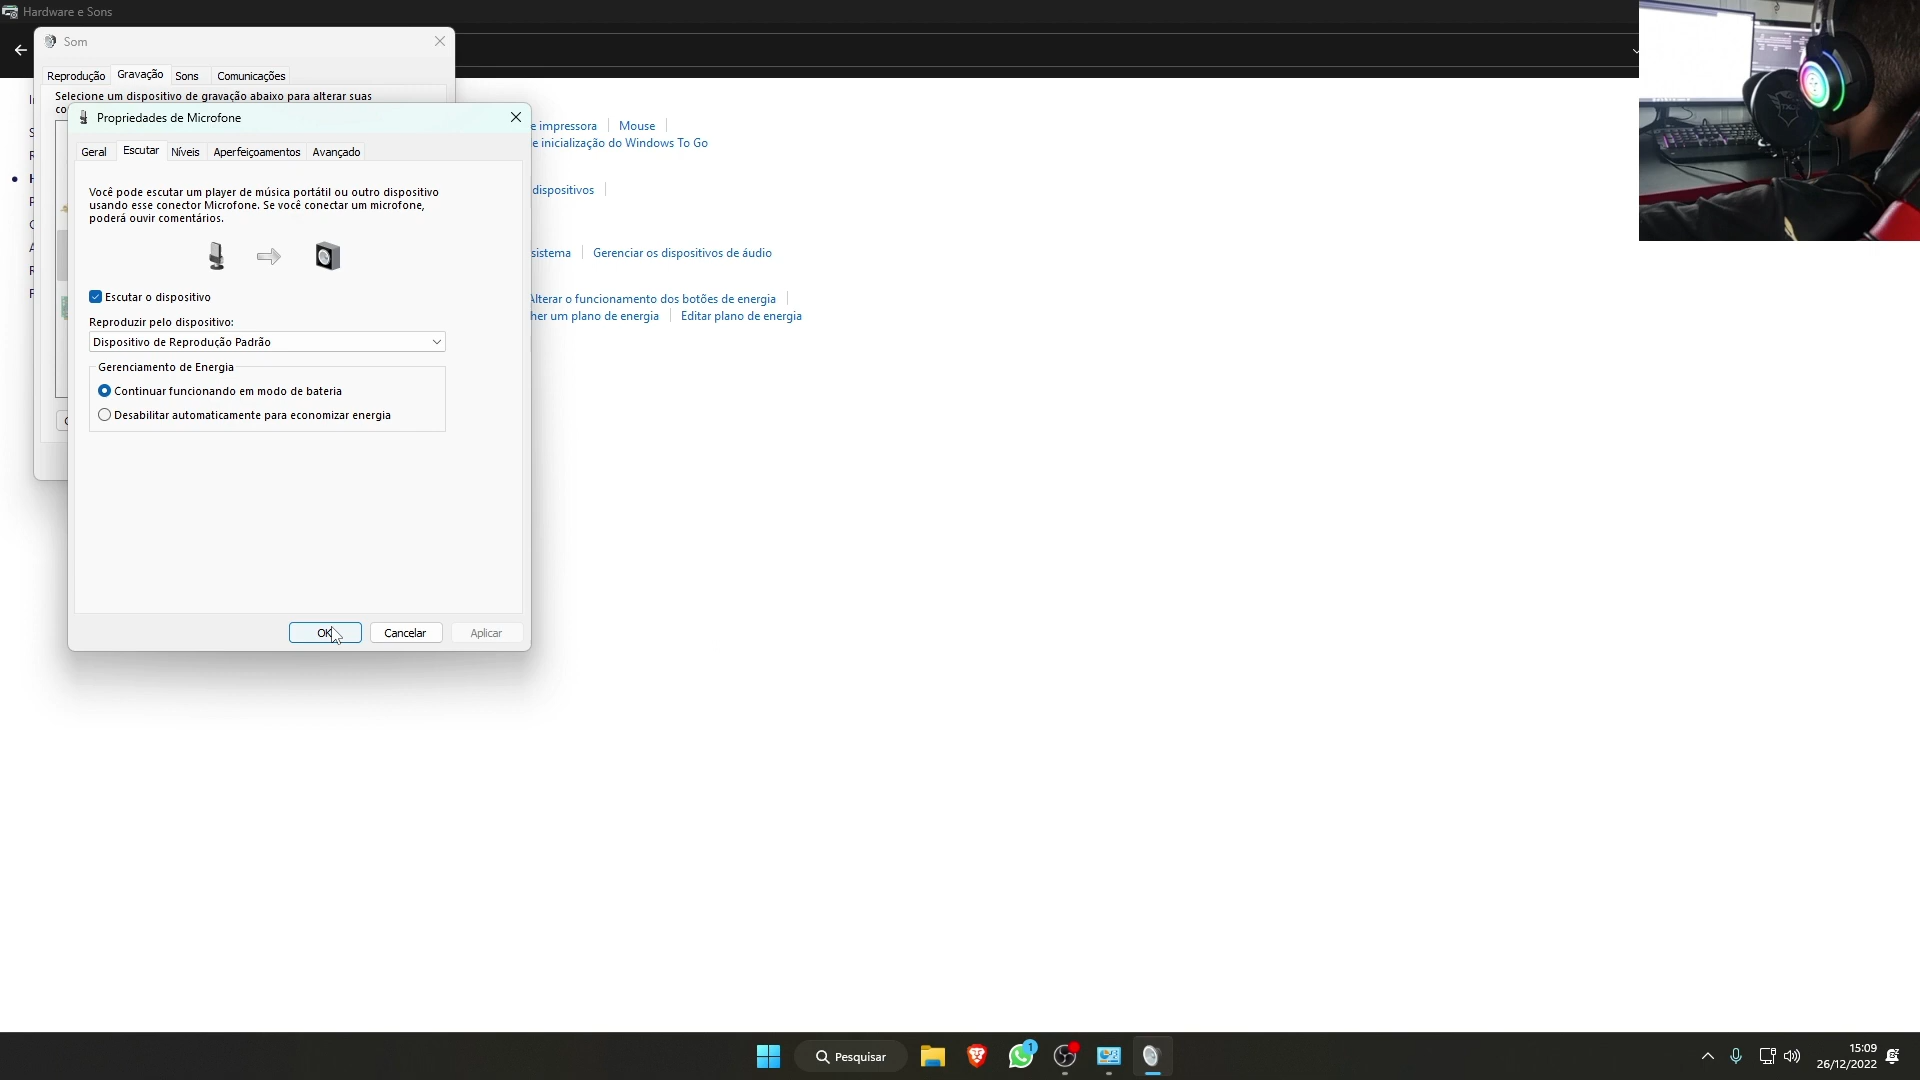 Hardware e Sons
Som
Reprodução
Gravação
Sons
Comunicações
Selecione um dispositivo de gravação abaixo para alterar suas
Propriedades de Microfone
Geral
Escutar
Níveis
Aperfeiçoamentos
Avançado
Você pode escutar um player de música portátil ou outro dispositivo
usando esse conector Microfone. Se você conectar um microfone,
poderá ouvir comentários.
Escutar o dispositivo
Reproduzir pelo dispositivo:
Dispositivo de Reprodução Padrão
Gerenciamento de Energia
Continuar funcionando em modo de bateria
Desabilitar automaticamente para economizar energia
OK
Cancelar
Aplicar
e impressora
Mouse
e inicialização do Windows To Go
dispositivos
sistema
Gerenciar os dispositivos de áudio
Alterar o funcionamento dos botões de energia
her um plano de energia
Editar plano de energia
Pesquisar
1
15:09
26/12/2022